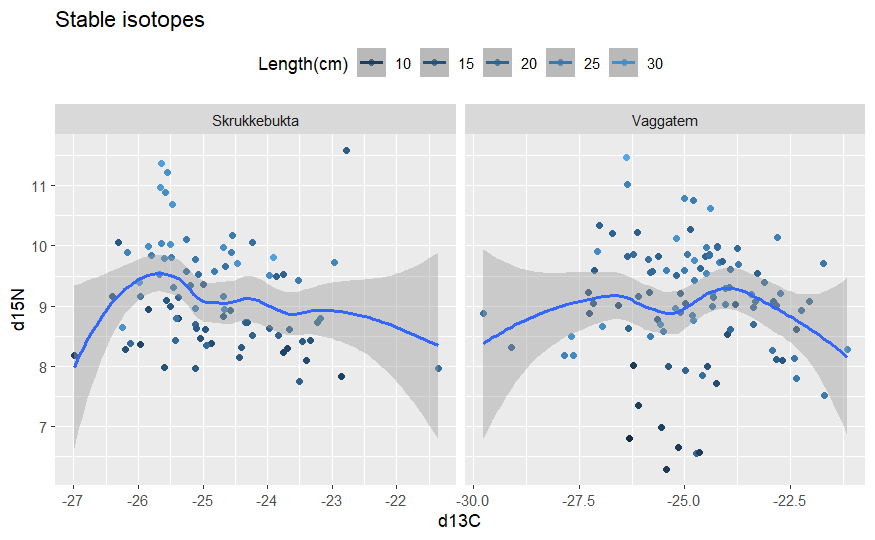 Stable isotopes
Length(cm) 10 15 20 25 30
Skrukkebukta Vaggatem
d15N
11
10
9
8
7
-27 -26 -25 -24 -23 -22 -30.0 -27.5 -25.0 -22.5
d13C